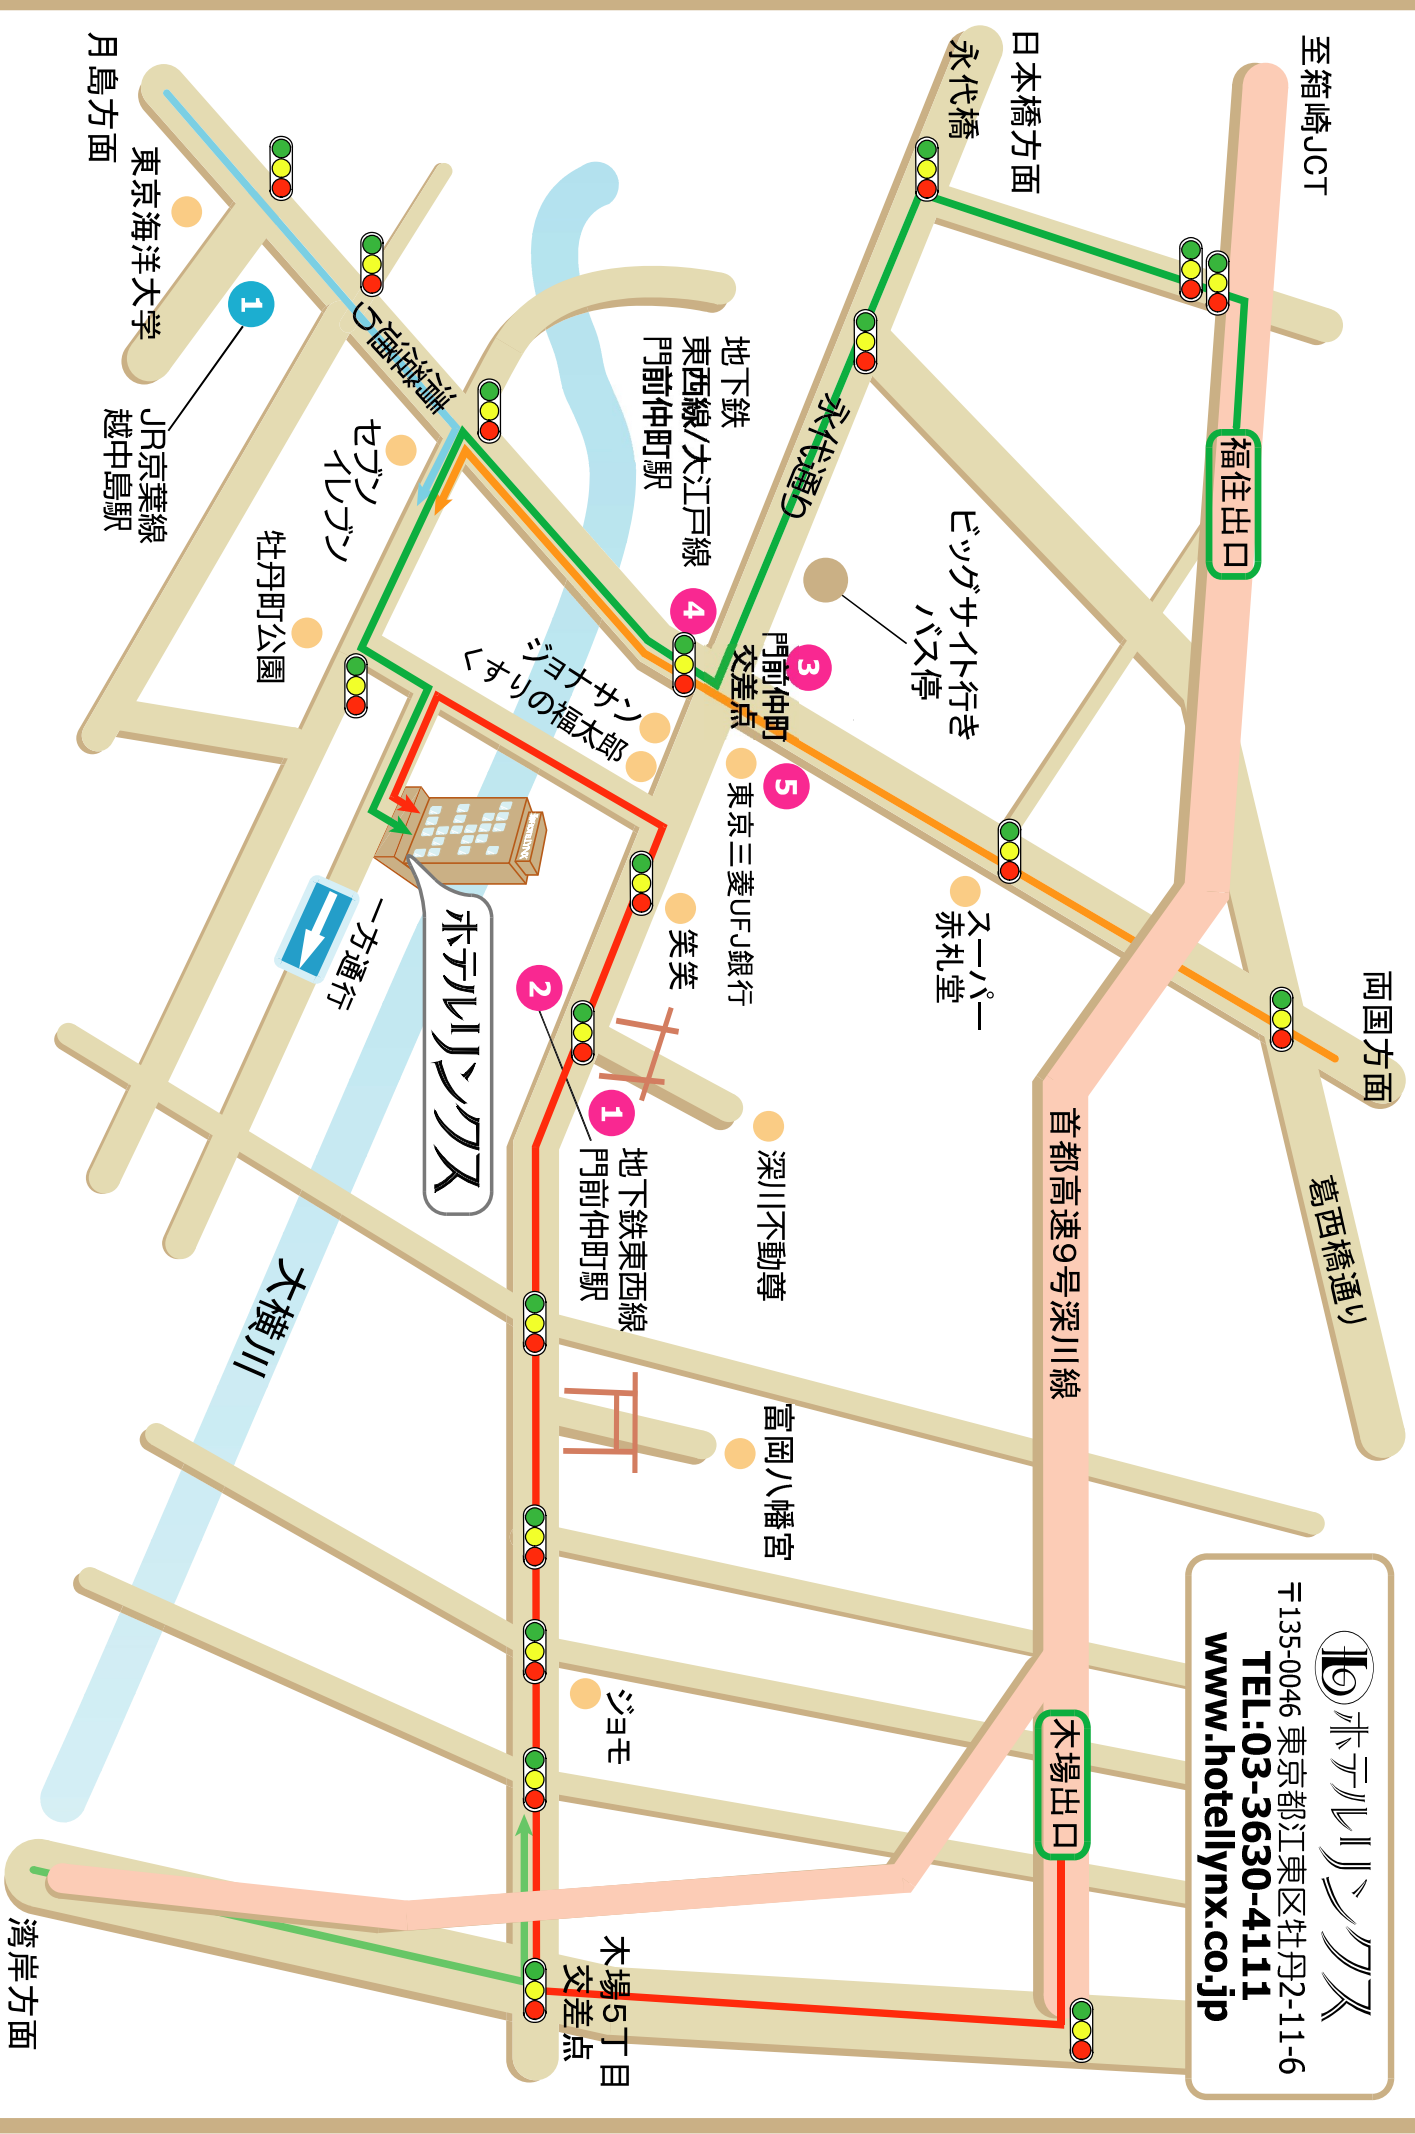 至箱崎JCT
日本橋方面
永代橋
月島方面
東京海洋大学
1
JR京葉線
越中島駅
清澄通り
セブン
イレブン
牡丹町公園
地下鉄
東西線/大江戸線
門前仲町駅
4
永代通り
福住出口
ビッグサイト行き
バス停
門前仲町
交差点
3
5
ジョナサン
くすりの福太郎
東京三菱UFJ銀行
スーパー
赤札堂
両国方面
笑笑
一方通行
ホテルリンクス
2
1
地下鉄東西線
門前仲町駅
深川不動尊
首都高速9号深川線
葛西橋通り
大横川
富岡八幡宮
ジョモ
木場出口
木場5丁目
交差点
湾岸方面
ホテルリンクス
〒135-0046 東京都江東区牡丹2-11-6
TEL:03-3630-4111
www.hotellynx.co.jp